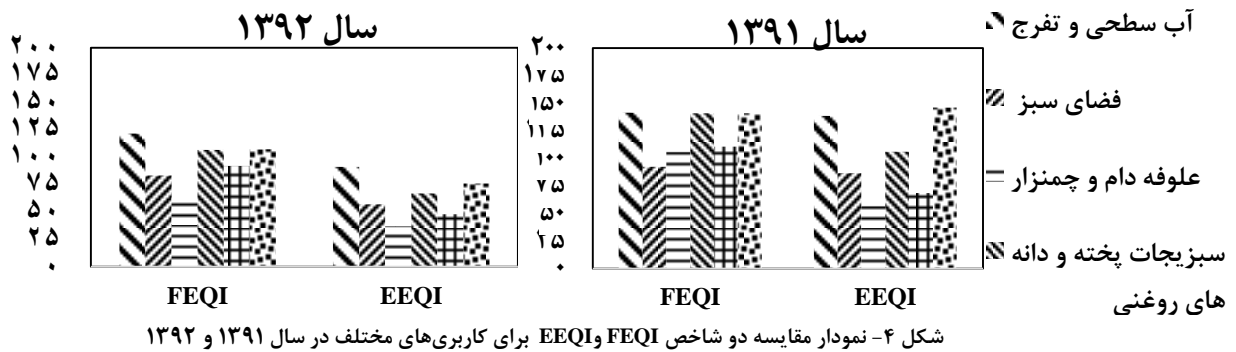 سال ۱۳۹۲
۲۰۰
۱۷۵
۱۵۰
۱۲۵
۱۰۰
۷۵
۵۰
۲۵
۰
FEQI EEQI
سال ۱۳۹۱
۲۰۰
۱۷۵
۱۵۰
۱۲۵
۱۰۰
۷۵
۵۰
۲۵
۰
FEQI EEQI
آب سطحی و تفرج
فضای سبز
علوفه دام و چمنزار
سبزیجات پخته و دانه
های روغنی
شکل ۴- نمودار مقایسه دو شاخص FEQI وEEQI برای کاربری‌های مختلف در سال ۱۳۹۱ و ۱۳۹۲